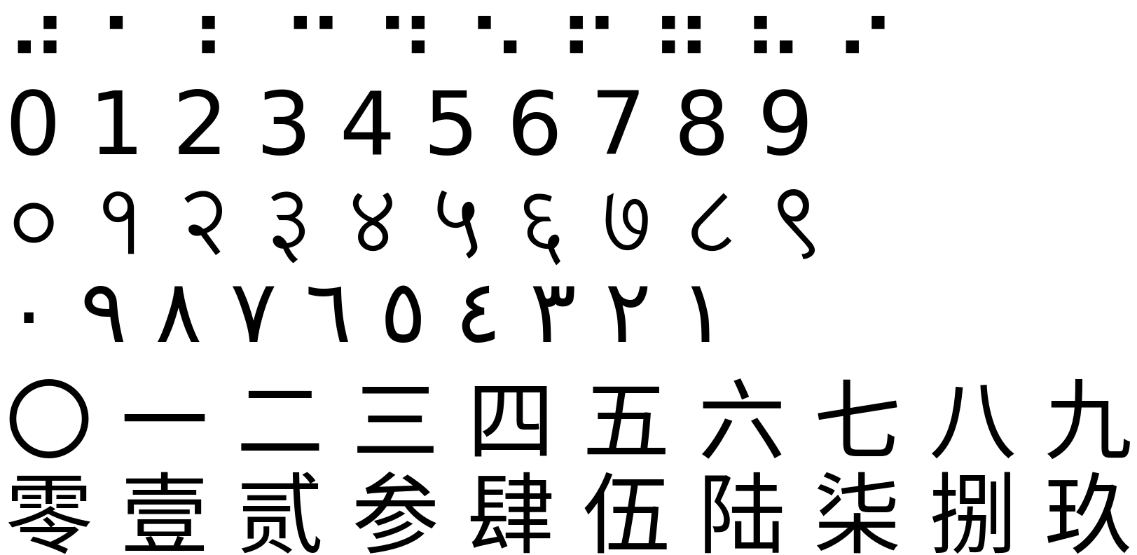 ⠚ ⠁ ⠃ ⠉ ⠙ ⠑ ⠋ ⠛ ⠓ ⠊
0 1 2 3 4 5 6 7 8 9
० १ २ ३ ४ ५ ६ ७ ८ ९
١ ٢ ٣ ٤ ٥ ٦ ٧ ٨ ٩ ٠
〇 一 二 三 四 五 六 七 八 九
零 壹 贰 参 肆 伍 陆 柒 捌 玖